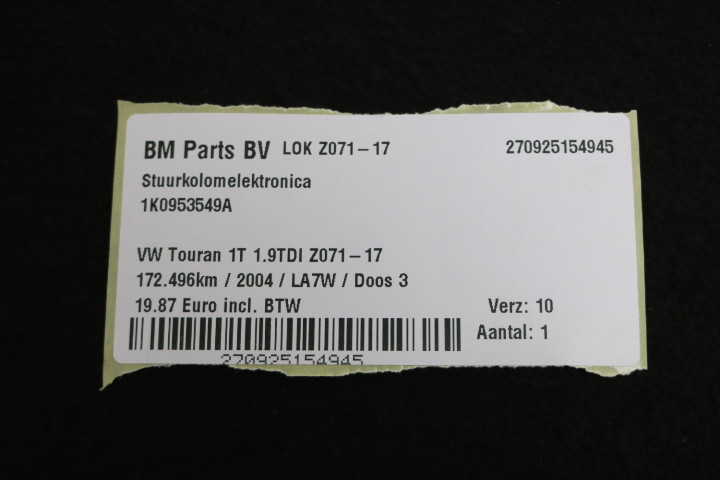 BM Parts BV LOK Z071-17 270925154945
Stuurkolomelektronica
1K0953549A
VW Touran 1T 1.9TDI Z071-17
172.496km / 2004 / LA7W / Doos 3
19.87 Euro incl. BTW Verz: 10
Aantal: 1
270925154945